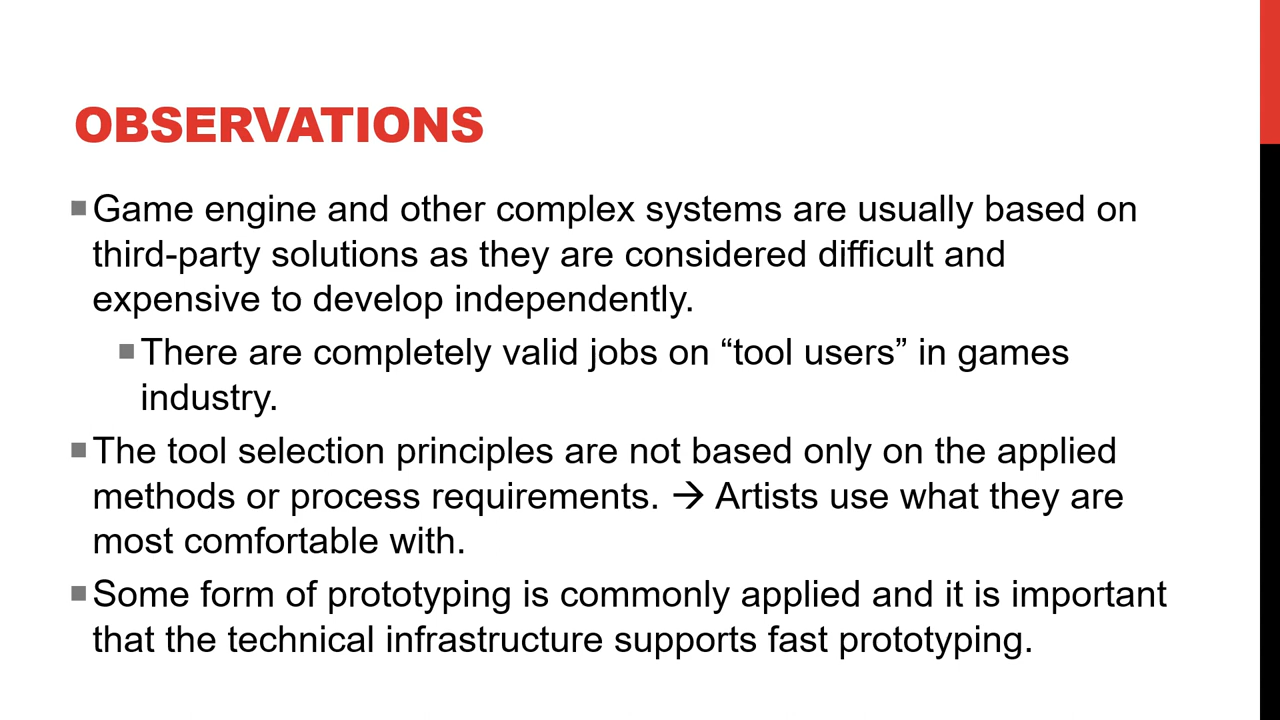 OBSERVATIONS
▪Game engine and other complex systems are usually based on
third-party solutions as they are considered difficult and
expensive to develop independently.
▪There are completely valid jobs on “tool users” in games
industry.
▪The tool selection principles are not based only on the applied
methods or process requirements. → Artists use what they are
most comfortable with.
▪Some form of prototyping is commonly applied and it is important
that the technical infrastructure supports fast prototyping.